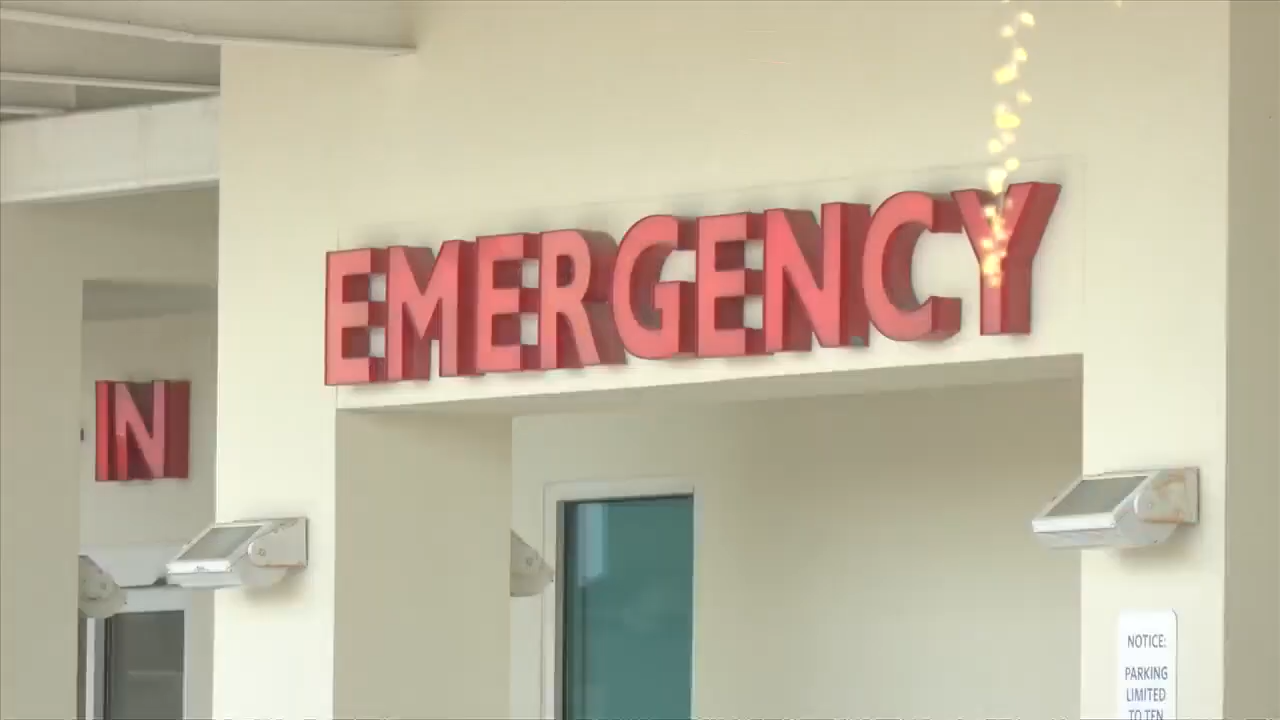 EMERGENCY
IN
NOTICE:
PARKING
LIMITED
TO TEN